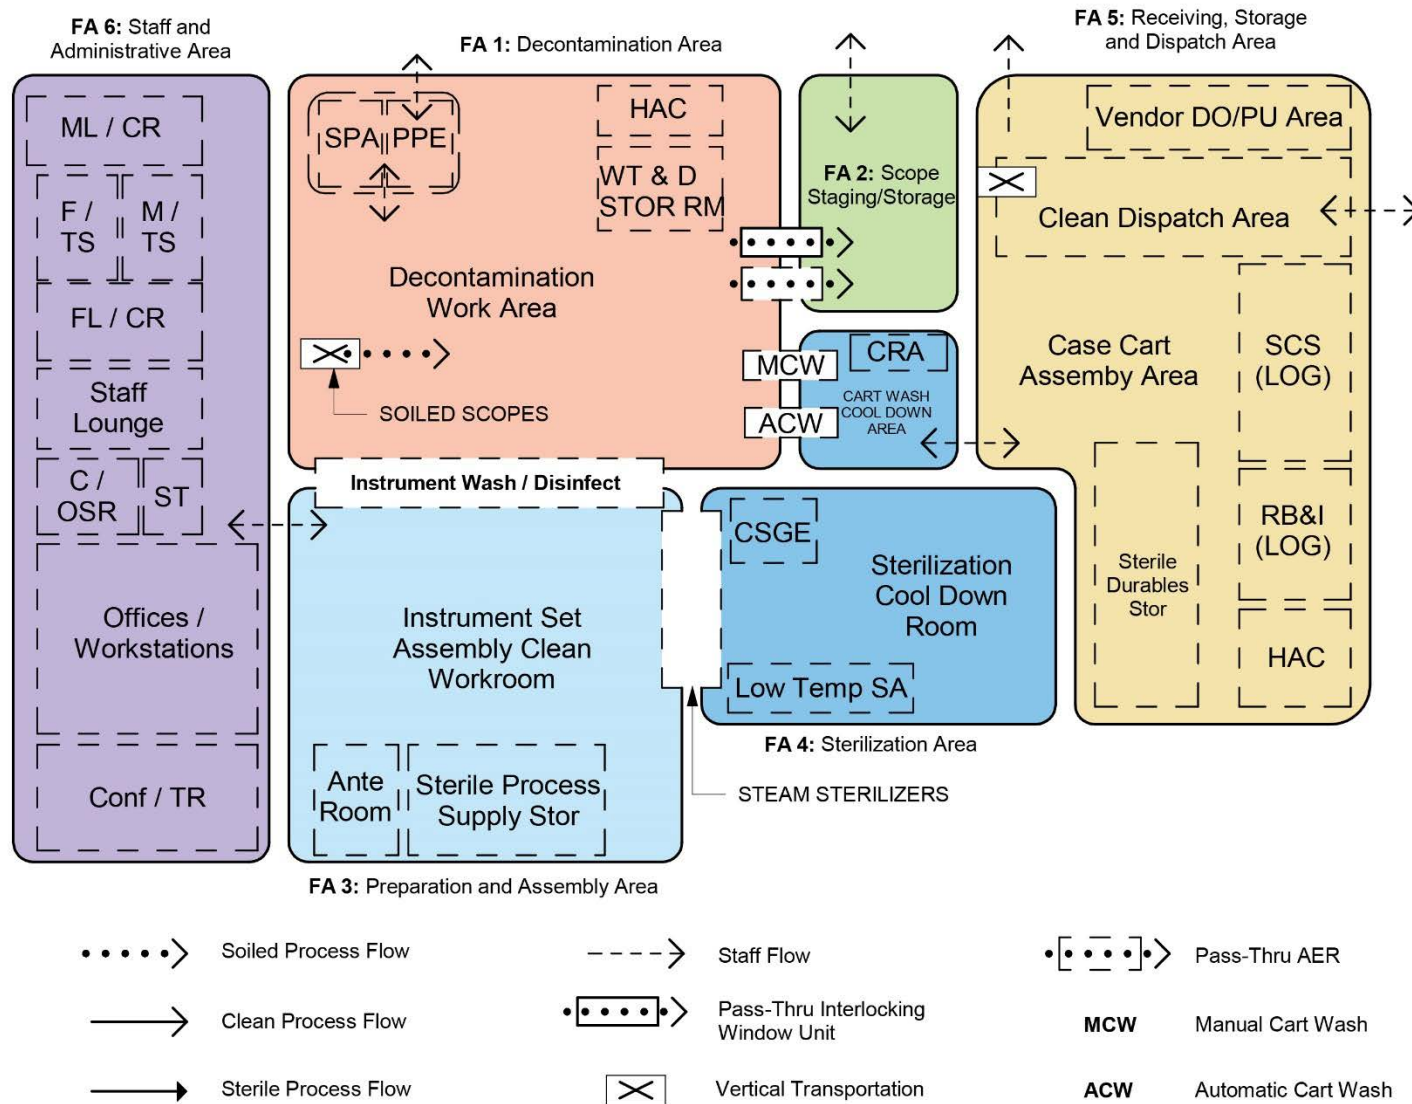 FA 6: Staff and
Administrative Area
FA 1: Decontamination Area
FA 5: Receiving, Storage
and Dispatch Area
ML / CR
F /
TS
M /
TS
FL / CR
Staff
Lounge
C /
OSR
ST
Offices /
Workstations
Conf / TR
SPA
PPE
HAC
WT & D
STOR RM
Decontamination
Work Area
SOILED SCOPES
Instrument Wash / Disinfect
FA 2: Scope
Staging/Storage
MCW
ACW
CRA
CART WASH
COOL DOWN
AREA
Vendor DO/PU Area
Clean Dispatch Area
Case Cart
Assemby Area
SCS
(LOG)
RB&I
(LOG)
Sterile
Durables
Stor
HAC
Instrument Set
Assembly Clean
Workroom
Ante
Room
Sterile Process
Supply Stor
FA 3: Preparation and Assembly Area
CSGE
Sterilization
Cool Down
Room
Low Temp SA
FA 4: Sterilization Area
STEAM STERILIZERS
Soiled Process Flow
Clean Process Flow
Sterile Process Flow
Staff Flow
Pass-Thru Interlocking
Window Unit
Vertical Transportation
Pass-Thru AER
MCW Manual Cart Wash
ACW Automatic Cart Wash